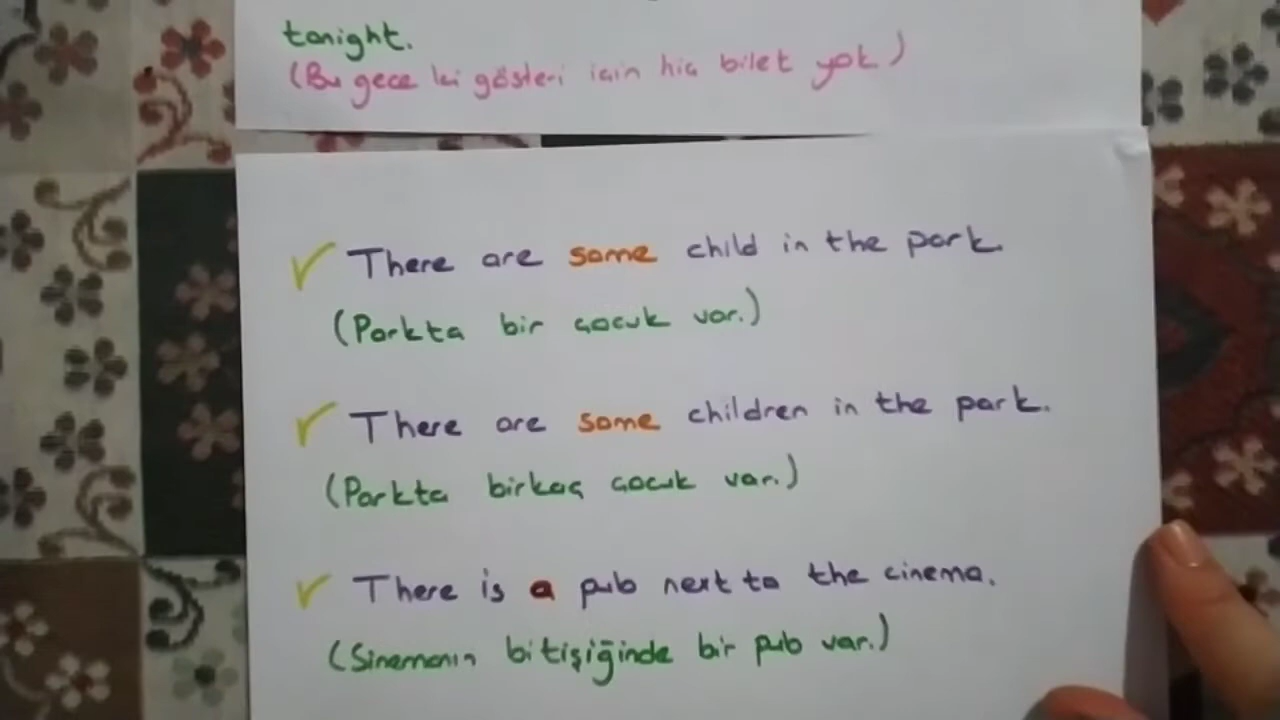 tonight.
(Bu gece ki gösteri için hiç bilet yok)
There are some child in the park.
(Parkta bir çocuk var.)
There are some children in the park.
(Parkta birkaç çocuk var.)
There is a pub next to the cinema.
(Sinemanın bitişiğinde bir pub var.)